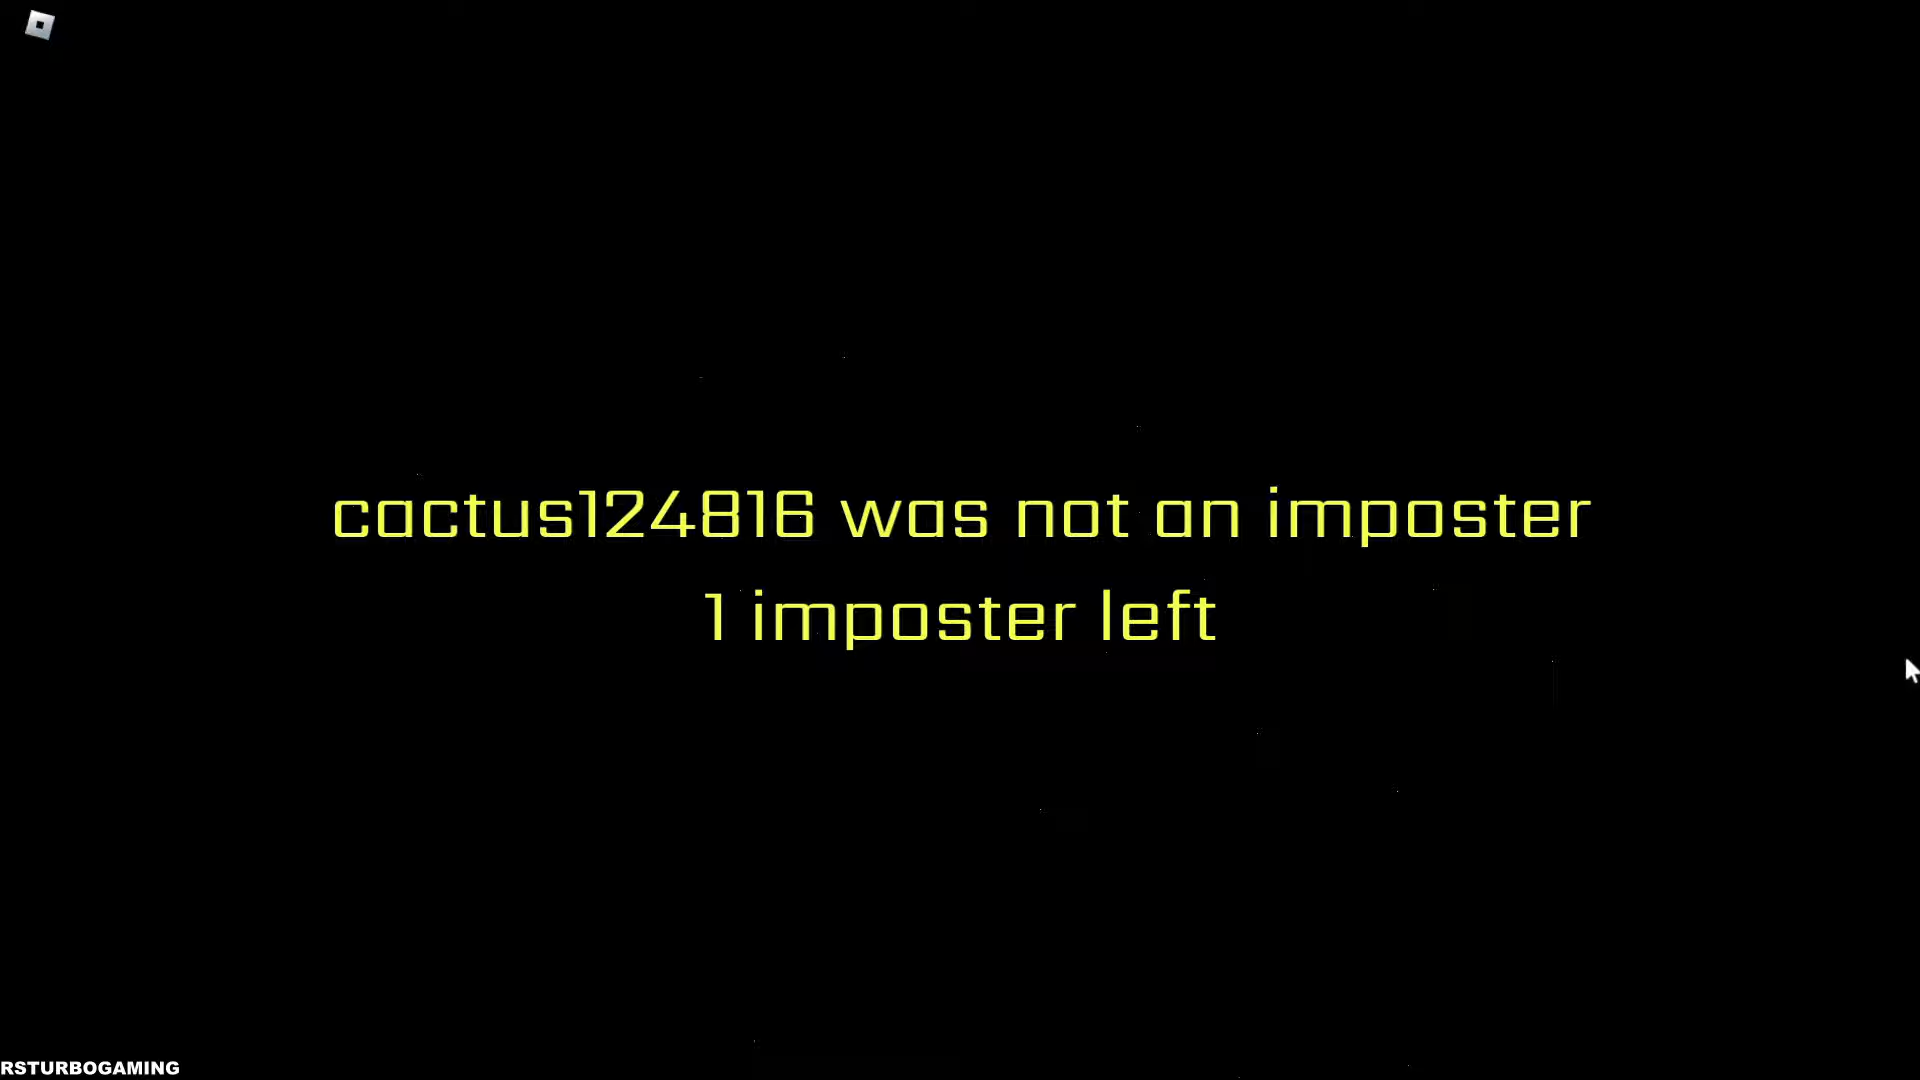 cactus124816 was not an imposter
1 imposter left
RSTURBOGAMING